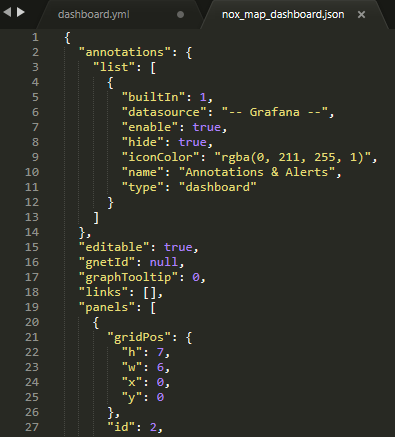 dashboard.yml nox_map_dashboard.json ×
1 {
2 "annotations": {
3 "list": [
4 {
5 "builtIn": 1,
6 "datasource": "-- Grafana --",
7 "enable": true,
8 "hide": true,
9 "iconColor": "rgba(0, 211, 255, 1)",
10 "name": "Annotations & Alerts",
11 "type": "dashboard"
12 }
13 ]
14 },
15 "editable": true,
16 "gnetId": null,
17 "graphTooltip": 0,
18 "links": [],
19 "panels": [
20 {
21 "gridPos": {
22 "h": 7,
23 "w": 6,
24 "x": 0,
25 "y": 0
26 },
27 "id": 2,